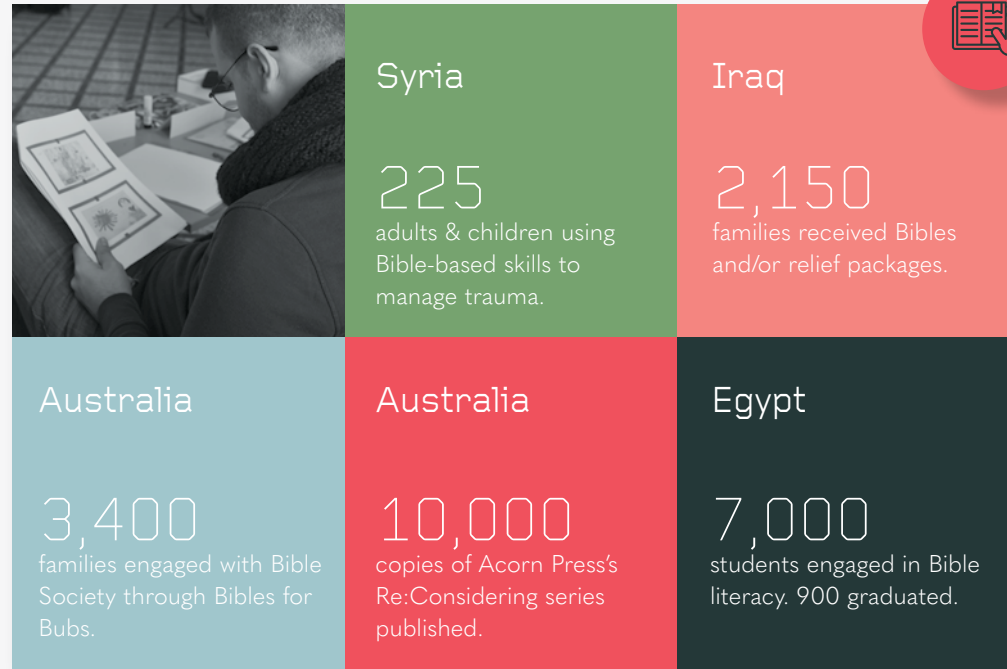 Syria
225
adults & children using
Bible-based skills to
manage trauma.
Iraq
2,150
families received Bibles
and/or relief packages.
Australia
3,400
families engaged with Bible
Society through Bibles for
Bubs.
Australia
10,000
copies of Acorn Press’s
Re:Considering series
published.
Egypt
7,000
students engaged in Bible
literacy. 900 graduated.